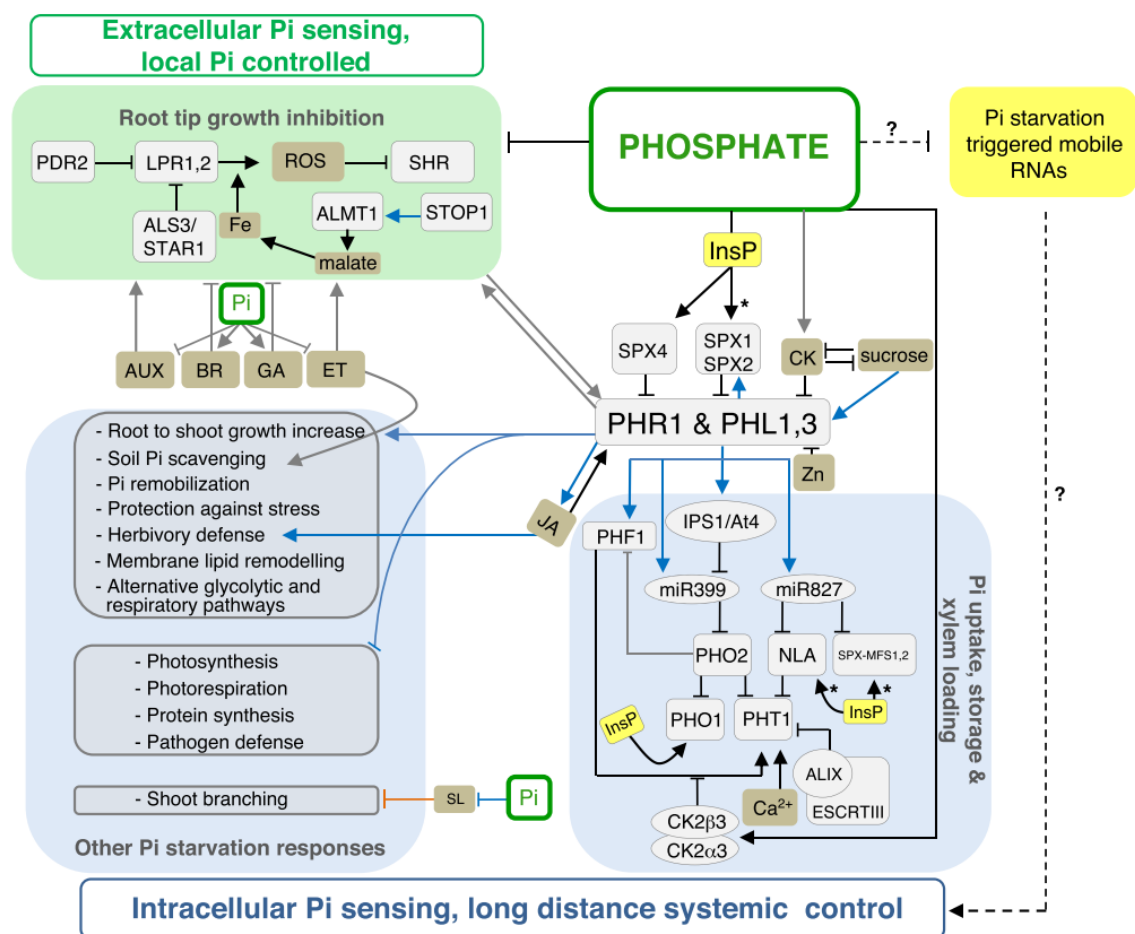 Extracellular Pi sensing,
local Pi controlled
Root tip growth inhibition
PDR2
LPR1,2
ROS
SHR
ALS3/
STAR1
Fe
ALMT1
STOP1
malate
PHOSPHATE
?
Pi starvation
triggered mobile
RNAs
InsP
*
Pi
AUX
BR
GA
ET
SPX4
SPX1
SPX2
CK
sucrose
PHR1 & PHL1,3
Zn
JA
- Root to shoot growth increase
- Soil Pi scavenging
- Pi remobilization
- Protection against stress
- Herbivory defense
- Membrane lipid remodelling
- Alternative glycolytic and
respiratory pathways
- Photosynthesis
- Photorespiration
- Protein synthesis
- Pathogen defense
- Shoot branching
SL
Pi
Other Pi starvation responses
?
PHF1
IPS1/At4
miR399
miR827
PHO2
NLA
SPX-MFS1,2
*
*
InsP
InsP
PHO1
PHT1
ALIX
ESCRTIII
Ca²⁺
CK2β3
CK2α3
Pi uptake, storage &
xylem loading
Intracellular Pi sensing, long distance systemic control